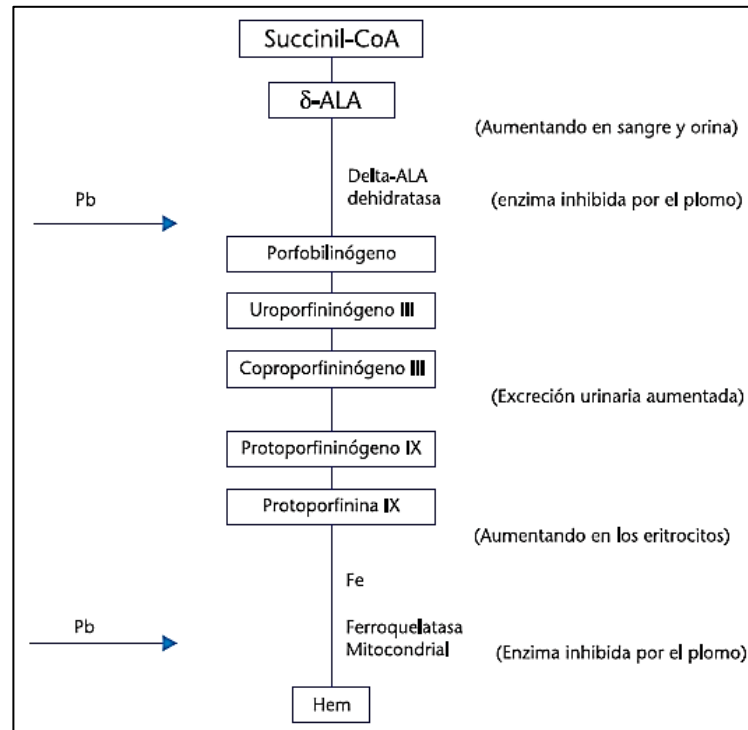 Succinil-CoA
δ-ALA
(Aumentando en sangre y orina)
Delta-ALA
dehidratasa
Pb
(enzima inhibida por el plomo)
Porfobilinógeno
Uroporfininógeno III
Coproporfininógeno III
(Excreción urinaria aumentada)
Protoporfininógeno IX
Protoporfinina IX
(Aumentando en los eritrocitos)
Fe
Pb
Ferroquelatasa
Mitocondrial
(Enzima inhibida por el plomo)
Hem